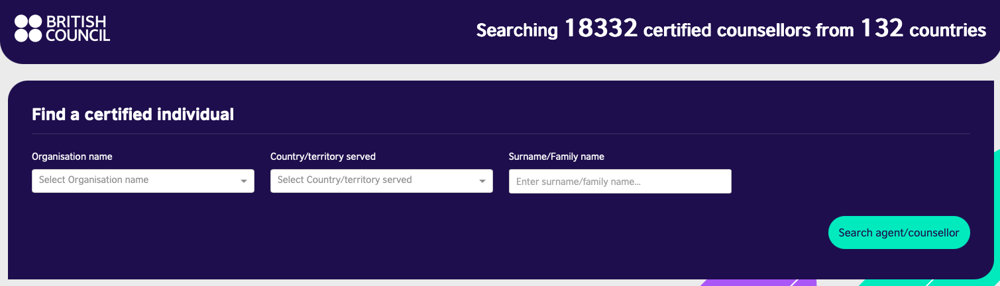 BRITISH
COUNCIL
Searching 18332 certified counsellors from 132 countries
Find a certified individual
Organisation name
Country/territory served
Surname/Family name
Select Organisation name
Select Country/territory served
Enter surname/family name...
Search agent/counsellor